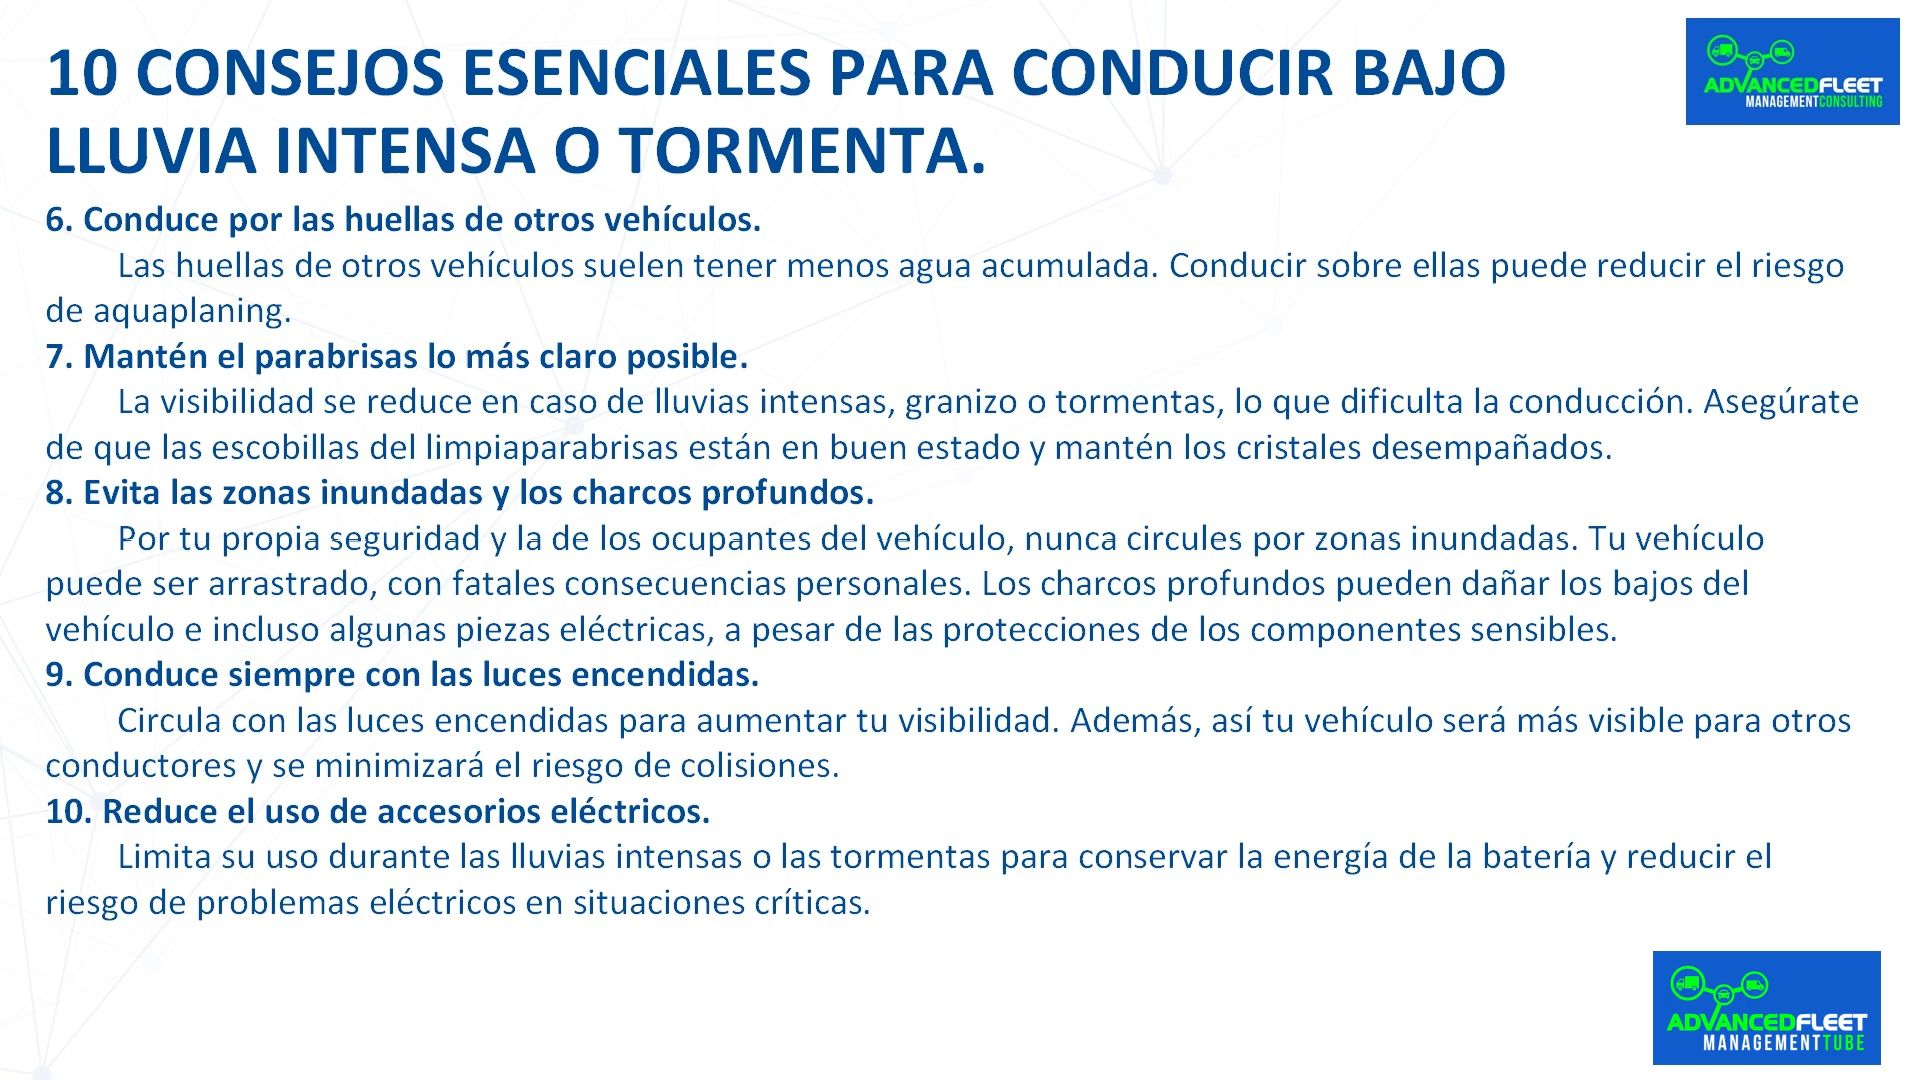 10 CONSEJOS ESENCIALES PARA CONDUCIR BAJO
LLUVIA INTENSA O TORMENTA.
ADVANCEDFLEET
MANAGEMENTCONSULTING
6. Conduce por las huellas de otros vehículos.
Las huellas de otros vehículos suelen tener menos agua acumulada. Conducir sobre ellas puede reducir el riesgo
de aquaplaning.
7. Mantén el parabrisas lo más claro posible.
La visibilidad se reduce en caso de lluvias intensas, granizo o tormentas, lo que dificulta la conducción. Asegúrate
de que las escobillas del limpiaparabrisas están en buen estado y mantén los cristales desempañados.
8. Evita las zonas inundadas y los charcos profundos.
Por tu propia seguridad y la de los ocupantes del vehículo, nunca circules por zonas inundadas. Tu vehículo
puede ser arrastrado, con fatales consecuencias personales. Los charcos profundos pueden dañar los bajos del
vehículo e incluso algunas piezas eléctricas, a pesar de las protecciones de los componentes sensibles.
9. Conduce siempre con las luces encendidas.
Circula con las luces encendidas para aumentar tu visibilidad. Además, así tu vehículo será más visible para otros
conductores y se minimizará el riesgo de colisiones.
10. Reduce el uso de accesorios eléctricos.
Limita su uso durante las lluvias intensas o las tormentas para conservar la energía de la batería y reducir el
riesgo de problemas eléctricos en situaciones críticas.
ADVANCEDFLEET
MANAGEMENTTUBE